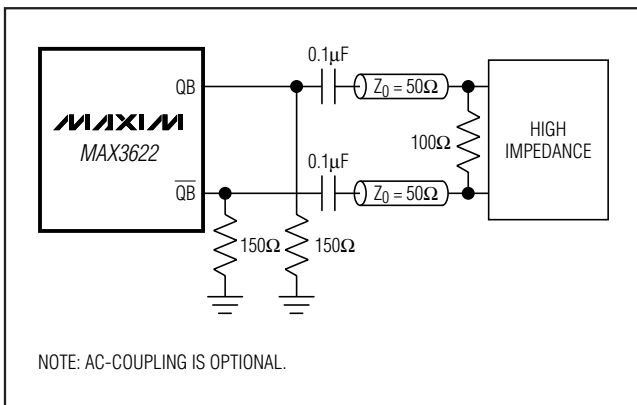 0.1µF
QB
Z0 = 50Ω
MAXIM
MAX3622
100Ω
HIGH
IMPEDANCE
0.1µF
QB
Z0 = 50Ω
150Ω
150Ω
NOTE: AC-COUPLING IS OPTIONAL.